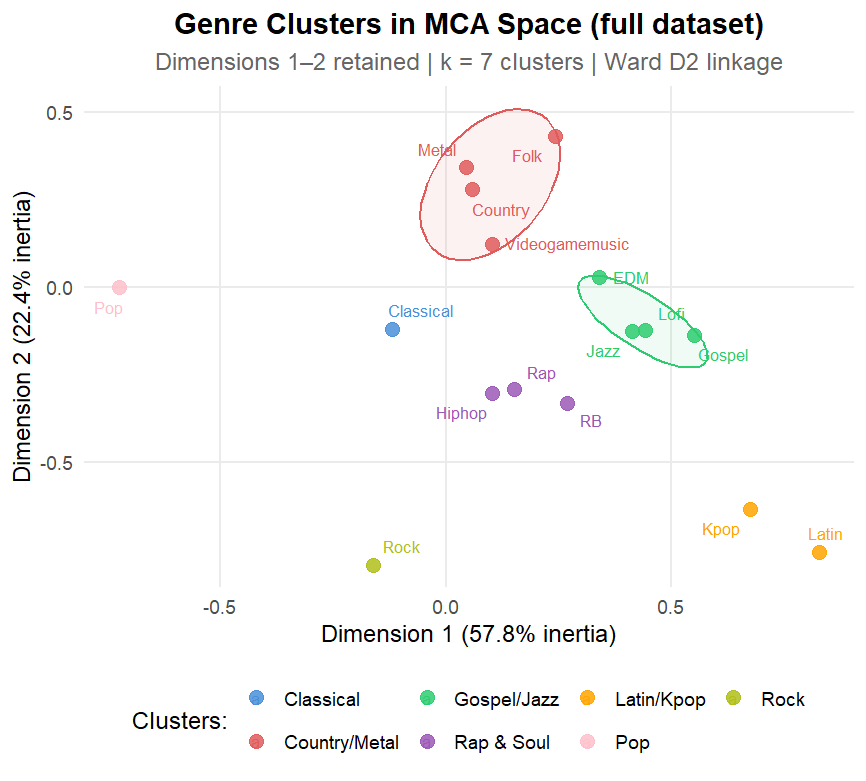 Genre Clusters in MCA Space (full dataset)
Dimensions 1–2 retained | k = 7 clusters | Ward D2 linkage
Dimension 2 (22.4% inertia)
0.5
0.0
-0.5
Metal
Folk
Country
Videogamemusic
EDM
Pop
Classical
Lofi
Jazz
Gospel
Rap
Hiphop
RB
Kpop
Latin
Rock
-0.5
0.0
0.5
Dimension 1 (57.8% inertia)
Clusters:
Classical
Gospel/Jazz
Latin/Kpop
Rock
Country/Metal
Rap & Soul
Pop